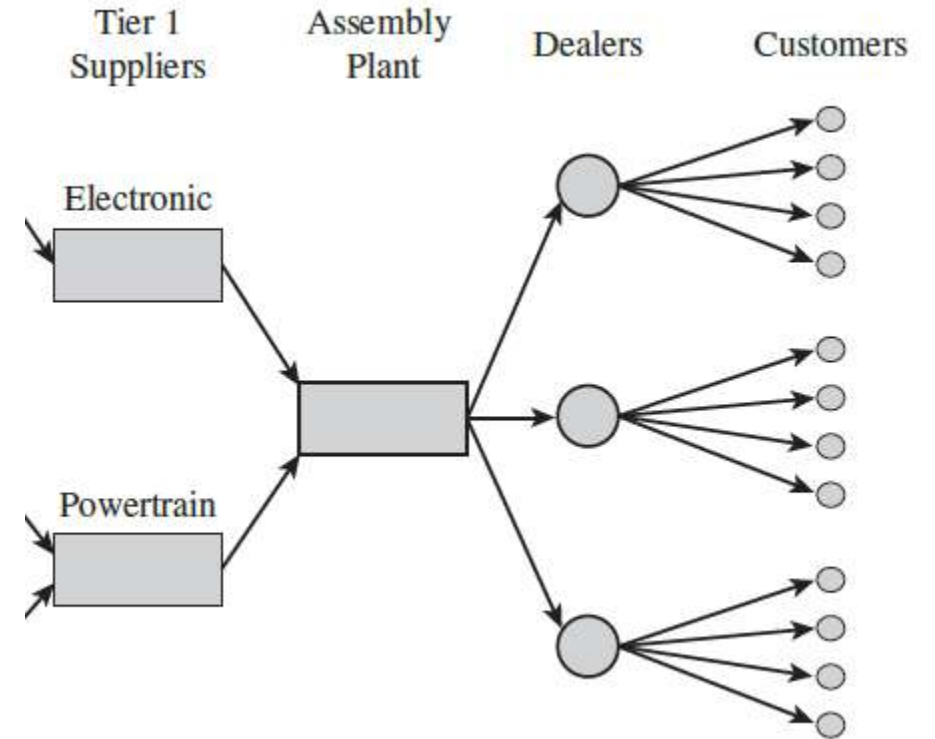 Tier 1
Suppliers
Assembly
Plant
Dealers
Customers
Electronic
Powertrain